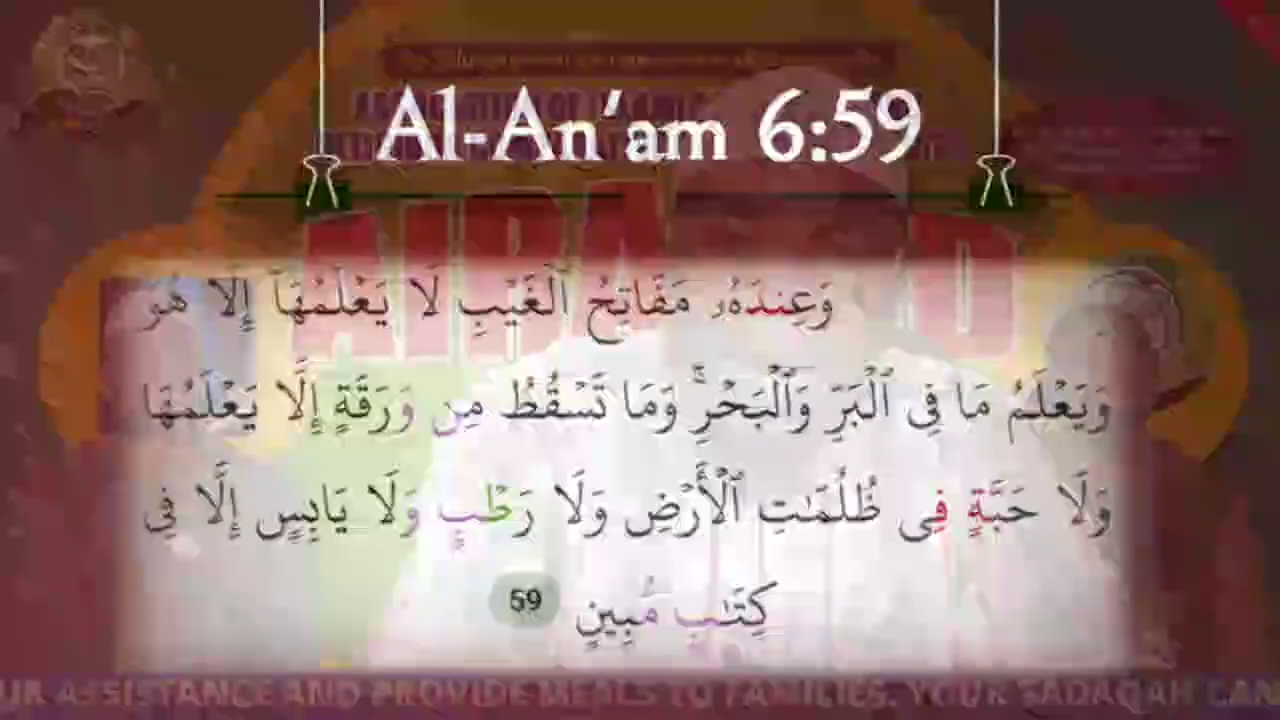 Al-An'am 6:59
وَعِندَهُۥ مَفَاتِحُ ٱلْغَيْبِ لَا يَعْلَمُهَآ إِلَّا هُوَ
وَيَعْلَمُ مَا فِى ٱلْبَرِّ وَٱلْبَحْرِ ۚ وَمَا تَسْقُطُ مِن وَرَقَةٍ إِلَّا يَعْلَمُهَا
وَلَا حَبَّةٍ فِى ظُلُمَـٰتِ ٱلْأَرْضِ وَلَا رَطْبٍ وَلَا يَابِسٍ إِلَّا فِى
كِتَـٰبٍ مُّبِينٍ 59
UR ASSISTANCE AND PROVIDE MEALS TO FAMILIES. YOUR SADAQAH CAN